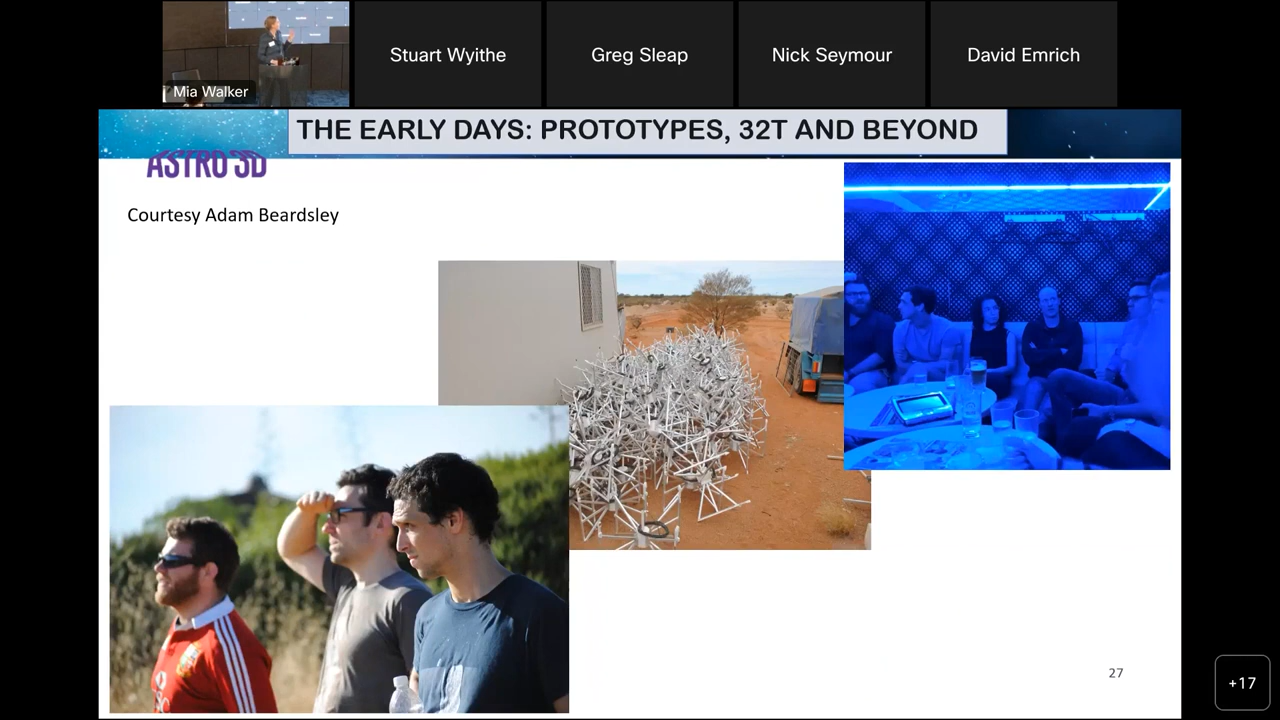 Mia Walker
Stuart Wyithe
Greg Sleap
Nick Seymour
David Emrich
THE EARLY DAYS: PROTOTYPES, 32T AND BEYOND
ASTRO 3D
Courtesy Adam Beardsley
27
+17